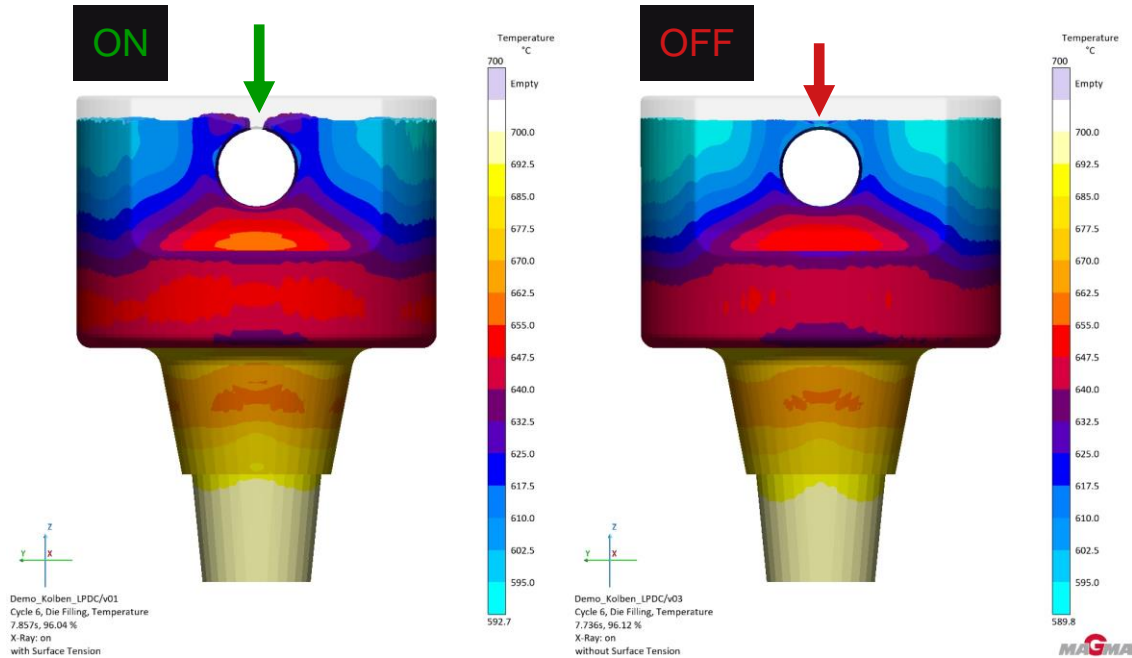 ON
Temperature
°C
700
Empty
700.0
692.5
685.0
677.5
670.0
662.5
655.0
647.5
640.0
632.5
625.0
617.5
610.0
602.5
595.0
592.7
Z
Y
X
Demo_Kolben_LPDC/v01
Cycle 6, Die Filling, Temperature
7.857s, 96.04 %
X-Ray: on
with Surface Tension
OFF
Temperature
°C
700
Empty
700.0
692.5
685.0
677.5
670.0
662.5
655.0
647.5
640.0
632.5
625.0
617.5
610.0
602.5
595.0
589.8
Z
Y
X
Demo_Kolben_LPDC/v03
Cycle 6, Die Filling, Temperature
7.736s, 96.12 %
X-Ray: on
without Surface Tension
MAGMA